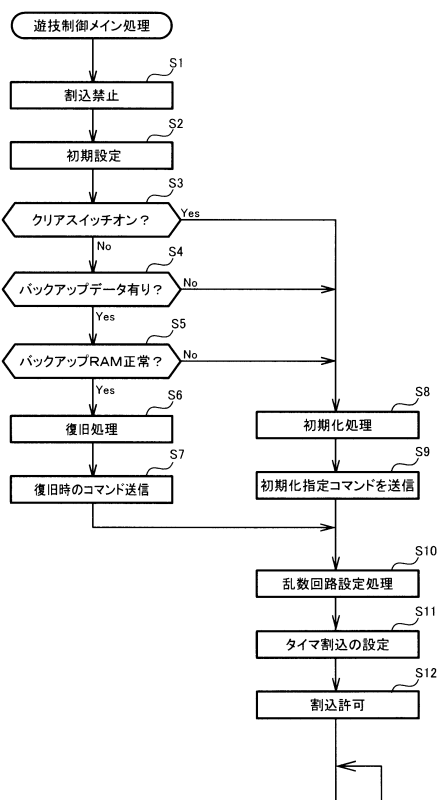 遊技制御メイン処理
S1
割込禁止
S2
初期設定
S3
クリアスイッチオン？
Yes
No
S4
バックアップデータ有り？
No
Yes
S5
バックアップRAM正常？
No
Yes
S6
復旧処理
S7
復旧時のコマンド送信
S8
初期化処理
S9
初期化指定コマンドを送信
S10
乱数回路設定処理
S11
タイマ割込の設定
S12
割込許可